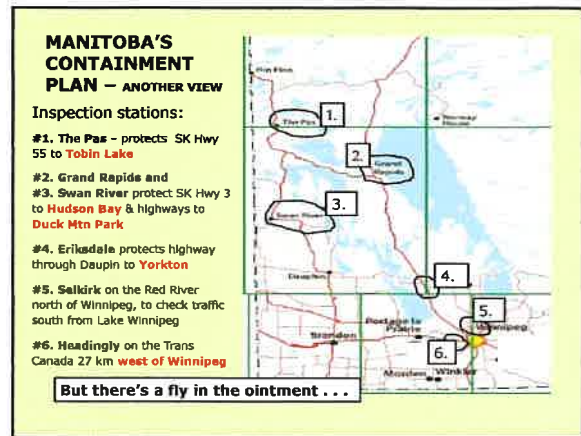 MANITOBA'S
CONTAINMENT
PLAN – ANOTHER VIEW
Inspection stations:
#1. The Pas – protects SK Hwy
55 to Tobin Lake
#2. Grand Rapids and
#3. Swan River protect SK Hwy 3
to Hudson Bay & highways to
Duck Mtn Park
#4. Eriksdale protects highway
through Daupin to Yorkton
#5. Selkirk on the Red River
north of Winnipeg, to check traffic
south from Lake Winnipeg
#6. Headingly on the Trans
Canada 27 km west of Winnipeg
But there's a fly in the ointment . . .
Flin Flon
The Pas
1.
Norway
House
2.
Grand
Rapids
3.
Swan River
4.
Dauphin
5.
Winnipeg
Portage la
Prairie
Brandon
6.
Morden
Winkler